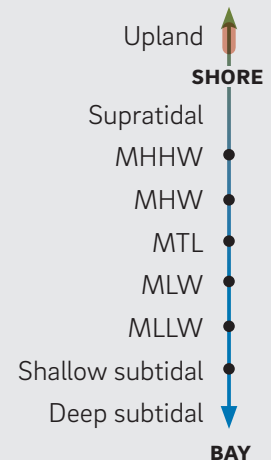 Upland
SHORE
Supratidal
MHHW
MHW
MTL
MLW
MLLW
Shallow subtidal
Deep subtidal
BAY